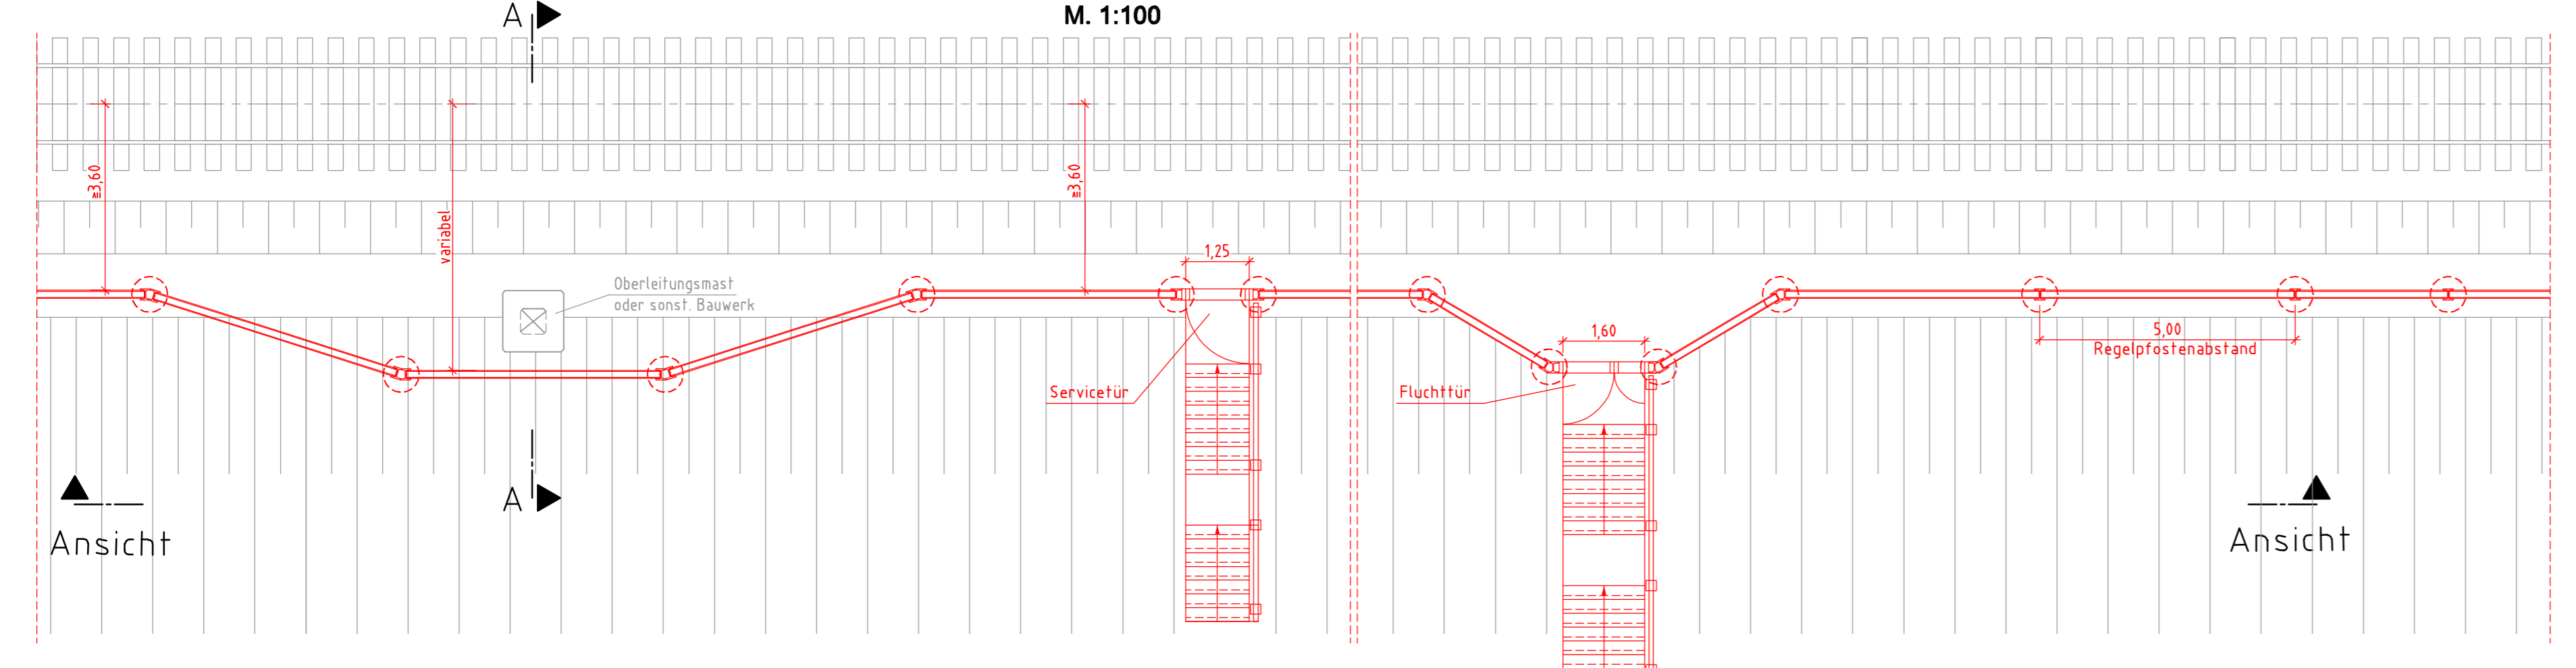 A
M. 1:100
≧3,60
variabel
≧3,60
1,25
Oberleitungsmast
oder sonst. Bauwerk
1,60
5,00
Regelpfostenabstand
Servicetür
Fluchttür
A
Ansicht
Ansicht